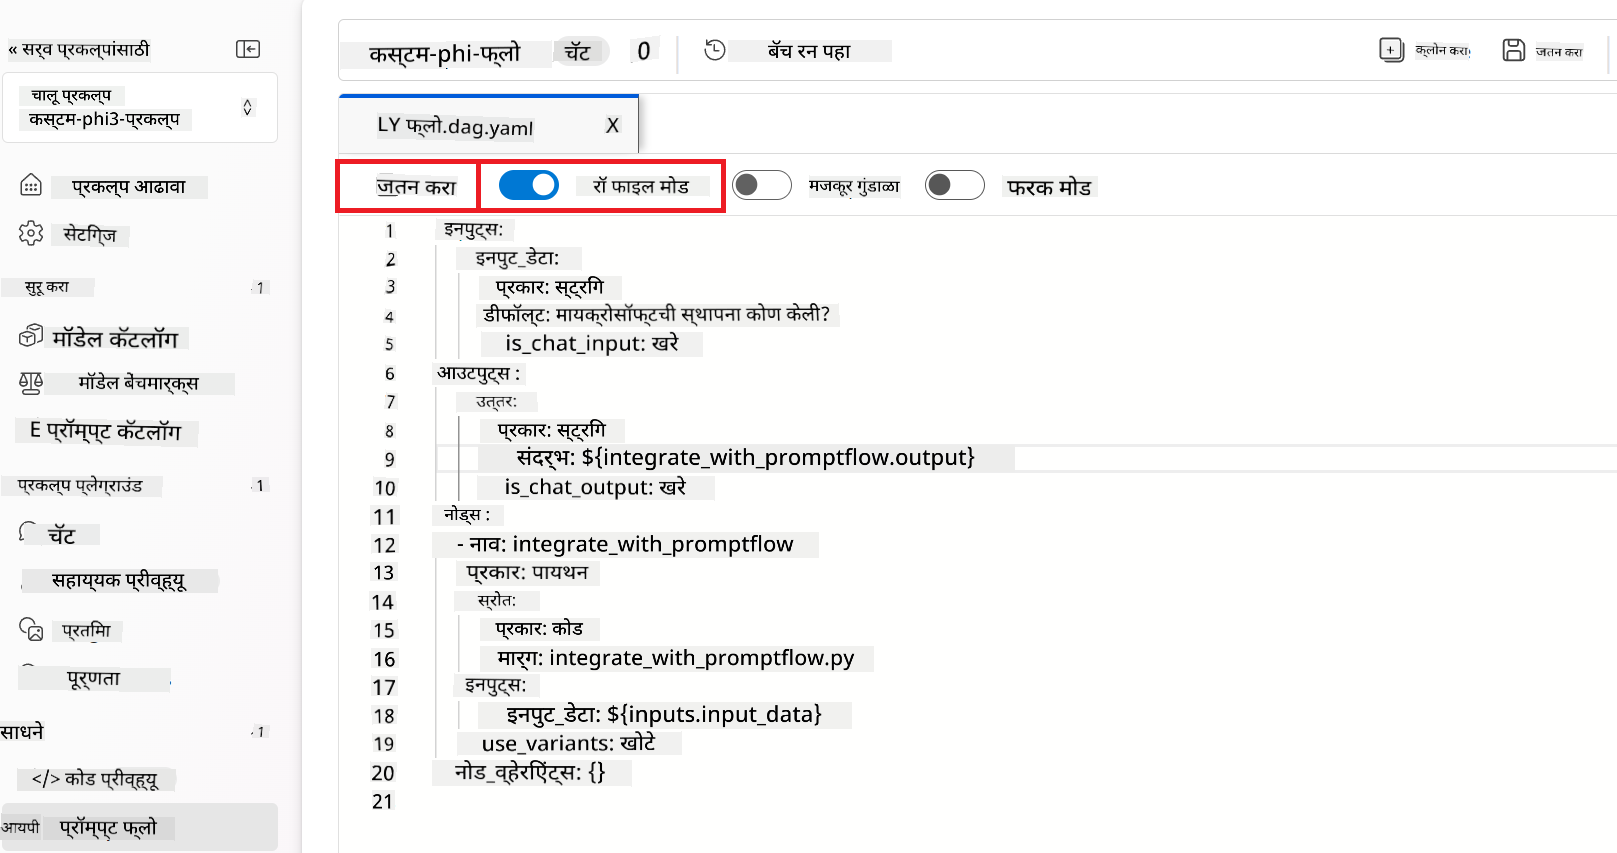 « सर्व प्रकल्पांसाठी
चालू प्रकल्प
कस्टम-phi3-प्रकल्प
प्रकल्प आढावा
सेटिंग्ज
सुरू करा
1
मॉडेल कॅटलॉग
मॉडेल बेंचमार्क्स
E प्रॉम्प्ट कॅटलॉग
प्रकल्प प्लेग्राउंड
1
चॅट
सहाय्यक प्रीव्ह्यू
प्रतिमा
पूर्णता
साधने
1
</> कोड प्रीव्ह्यू
आयपी प्रॉम्प्ट फ्लो
कस्टम-phi-फ्लो चॅट 0 बॅच रन पहा क्लोन करा जतन करा
LY फ्लो.dag.yaml X
जतन करा रॉ फाइल मोड मजकूर गुंडाळा फरक मोड
1 इनपुट्स:
2 इनपुट_डेटा:
3 प्रकार: स्ट्रिंग
4 डीफॉल्ट: मायक्रोसॉफ्टची स्थापना कोण केली?
5 is_chat_input: खरे
6 आउटपुट्स :
7 उत्तर:
8 प्रकार: स्ट्रिंग
9 संदर्भ: ${integrate_with_promptflow.output}
10 is_chat_output: खरे
11 नोड्स :
12 - नाव: integrate_with_promptflow
13 प्रकार: पायथन
14 स्रोत:
15 प्रकार: कोड
16 मार्ग: integrate_with_promptflow.py
17 इनपुट्स:
18 इनपुट_डेटा: ${inputs.input_data}
19 use_variants: खोटे
20 नोड_व्हेरिएंट्स: {}
21